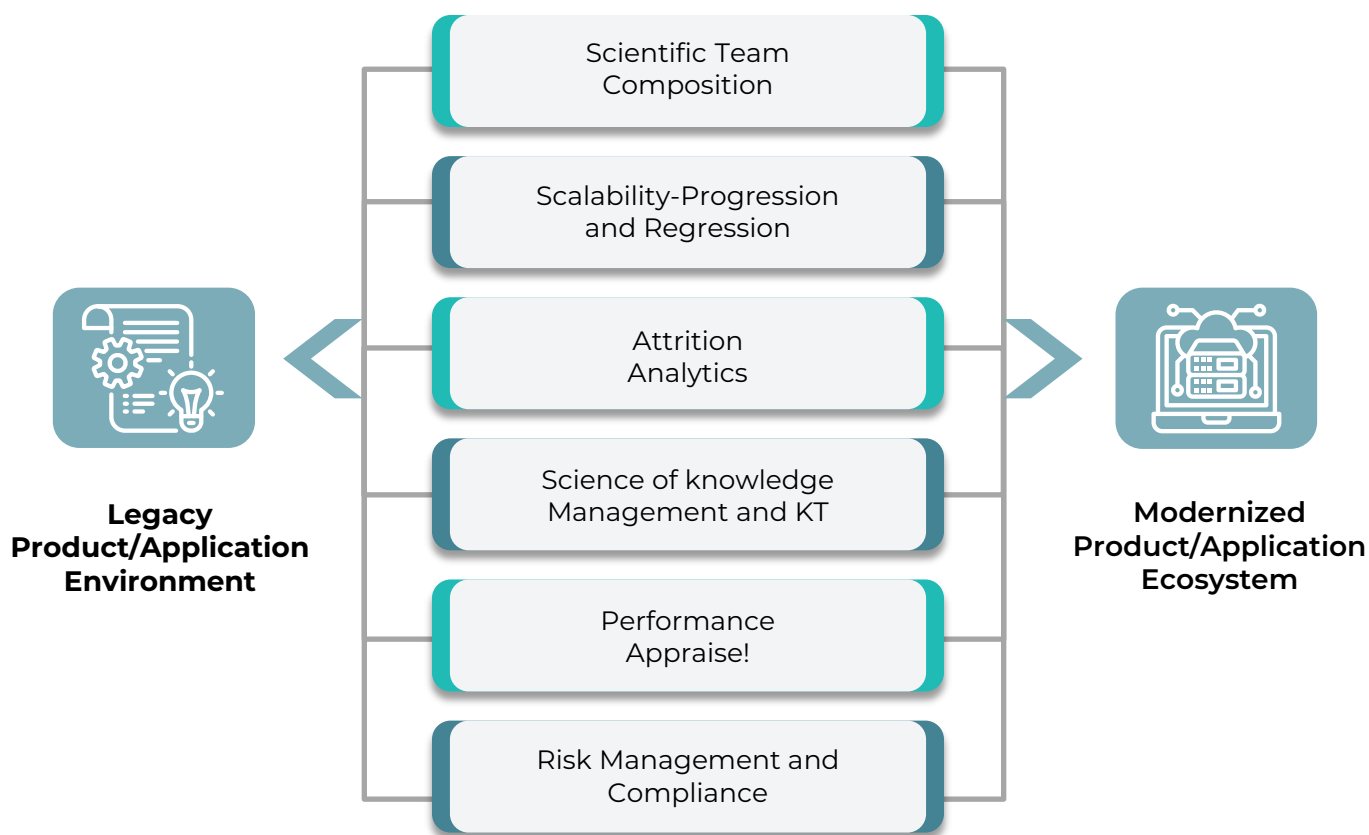 Scientific Team
Composition
Scalability-Progression
and Regression
Attrition
Analytics
Science of knowledge
Management and KT
Performance
Appraise!
Risk Management and
Compliance
Legacy
Product/Application
Environment
Modernized
Product/Application
Ecosystem